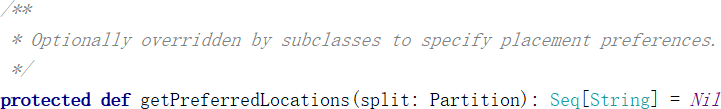 /**
 * Optionally overridden by subclasses to specify placement preferences.
 */
protected def getPreferredLocations(split: Partition): Seq[String] = Nil